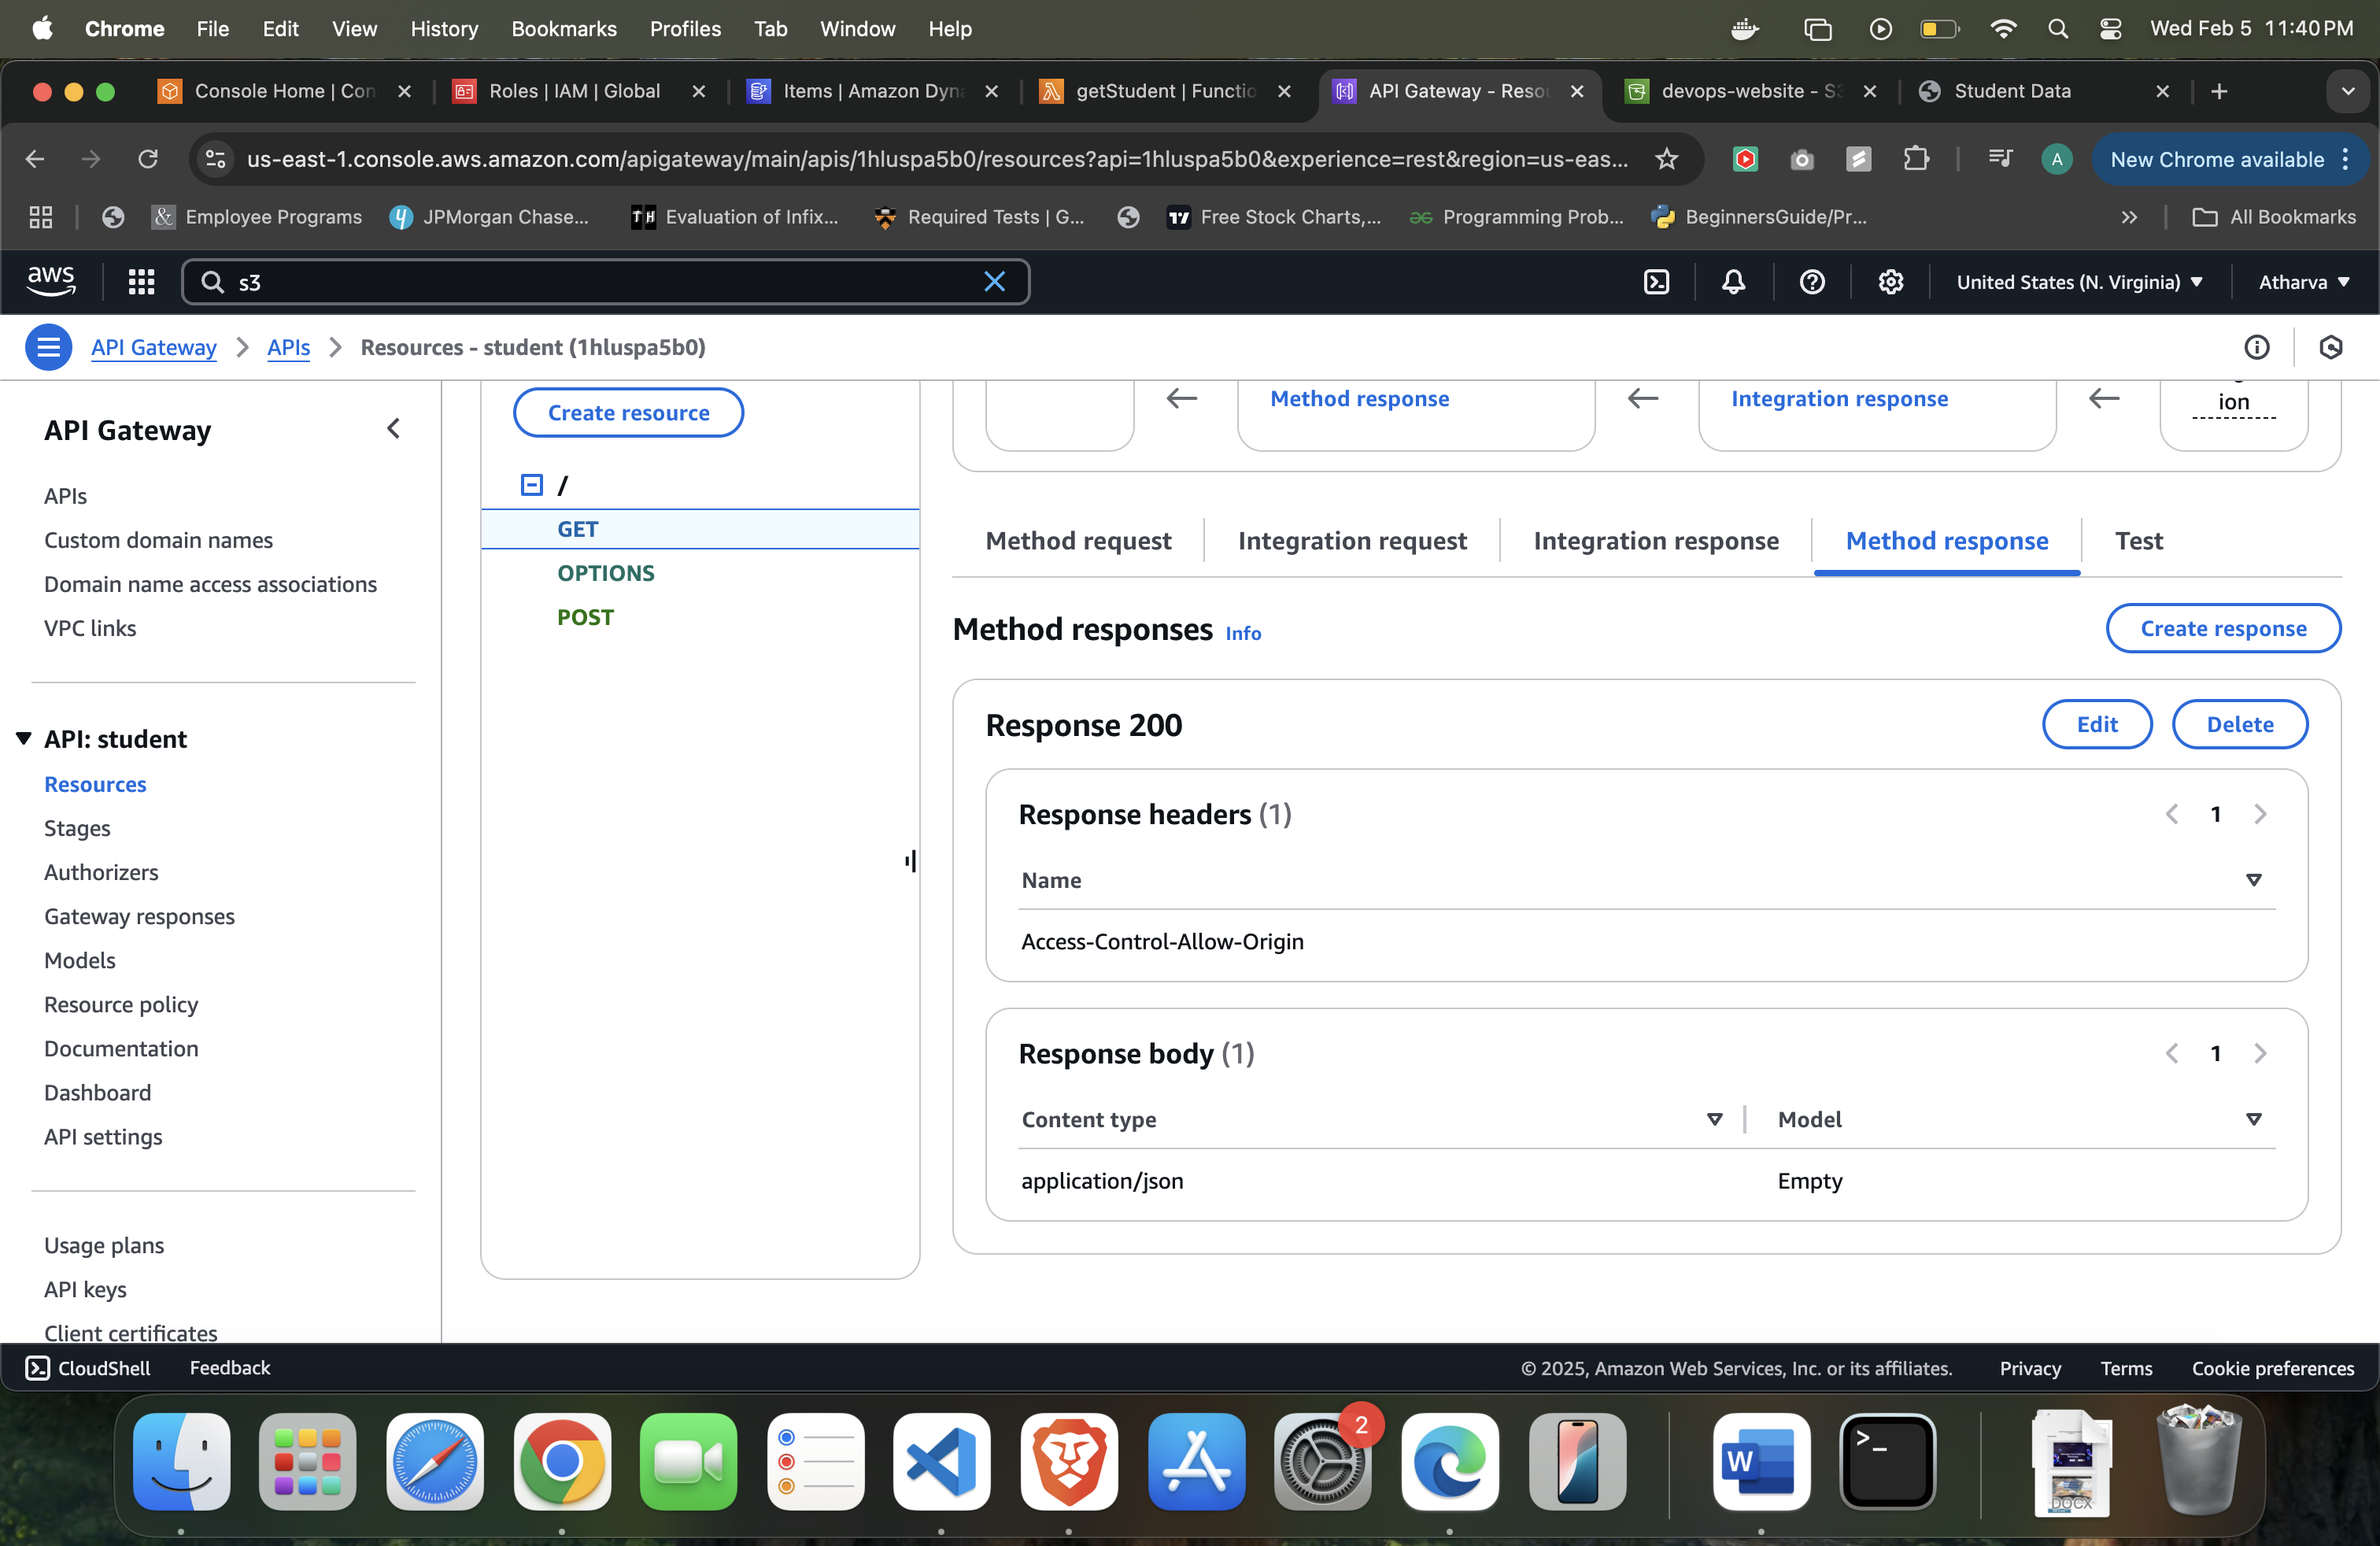 Chrome File Edit View History Bookmarks Profiles Tab Window Help Wed Feb 5 11:40 PM
Console Home | Con Roles | IAM | Global Items | Amazon Dyna getStudent | Functio API Gateway - Resou devops-website - S3 Student Data
us-east-1.console.aws.amazon.com/apigateway/main/apis/1hluspa5b0/resources?api=1hluspa5b0&experience=rest&region=us-eas... A New Chrome available
Employee Programs JPMorgan Chase... Evaluation of Infix... Required Tests | G... Free Stock Charts,... Programming Prob... BeginnersGuide/Pr... » All Bookmarks
aws s3 United States (N. Virginia) Atharva
API Gateway APIs Resources - student (1hluspa5b0)
API Gateway
APIs
Custom domain names
Domain name access associations
VPC links
API: student
Resources
Stages
Authorizers
Gateway responses
Models
Resource policy
Documentation
Dashboard
API settings
Usage plans
API keys
Client certificates
Create resource
/
GET
OPTIONS
POST
Method response Integration response ion
Method request Integration request Integration response Method response Test
Method responses Info Create response
Response 200 Edit Delete
Response headers (1) 1
Name
Access-Control-Allow-Origin
Response body (1) 1
Content type Model
application/json Empty
CloudShell Feedback © 2025, Amazon Web Services, Inc. or its affiliates. Privacy Terms Cookie preferences
2
W
DOCX